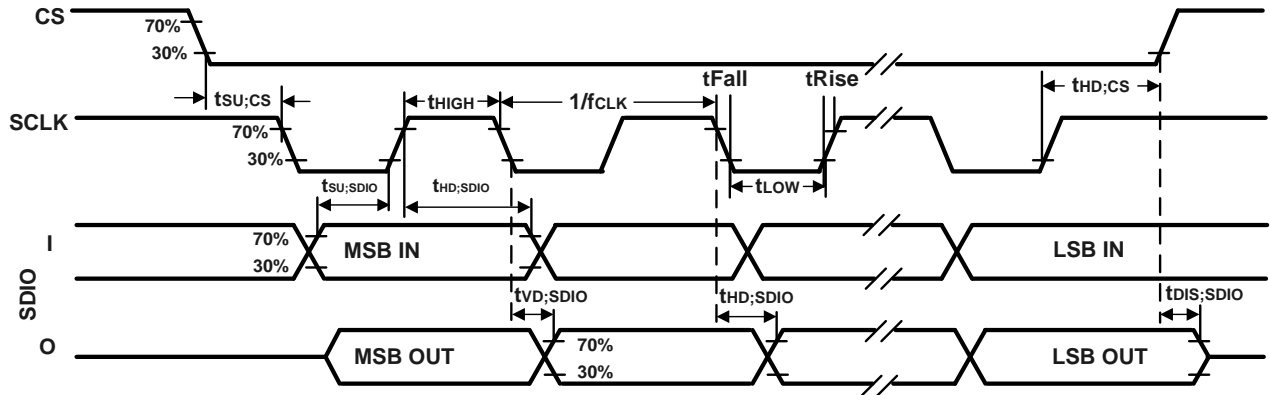 CS
70%
30%
tFall
tRise
tSU;CS
tHIGH
1/fCLK
tHD;CS
SCLK
70%
30%
tLOW
tSU;SDIO
tHD;SDIO
I
70%
MSB IN
LSB IN
30%
SDIO
tVD;SDIO
tHD;SDIO
tDIS;SDIO
O
MSB OUT
70%
30%
LSB OUT